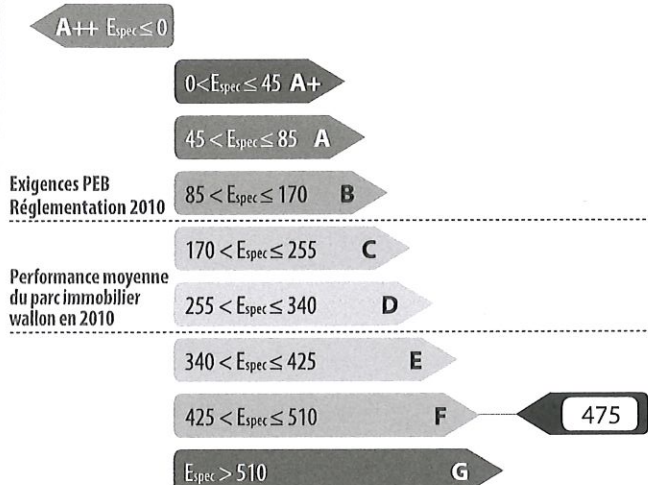 A++ Espec ≤ 0
0 < Espec ≤ 45 A+
45 < Espec ≤ 85 A
Exigences PEB
Réglementation 2010
85 < Espec ≤ 170 B
170 < Espec ≤ 255 C
Performance moyenne
du parc immobilier
wallon en 2010
255 < Espec ≤ 340 D
340 < Espec ≤ 425 E
425 < Espec ≤ 510 F
475
Espec > 510 G